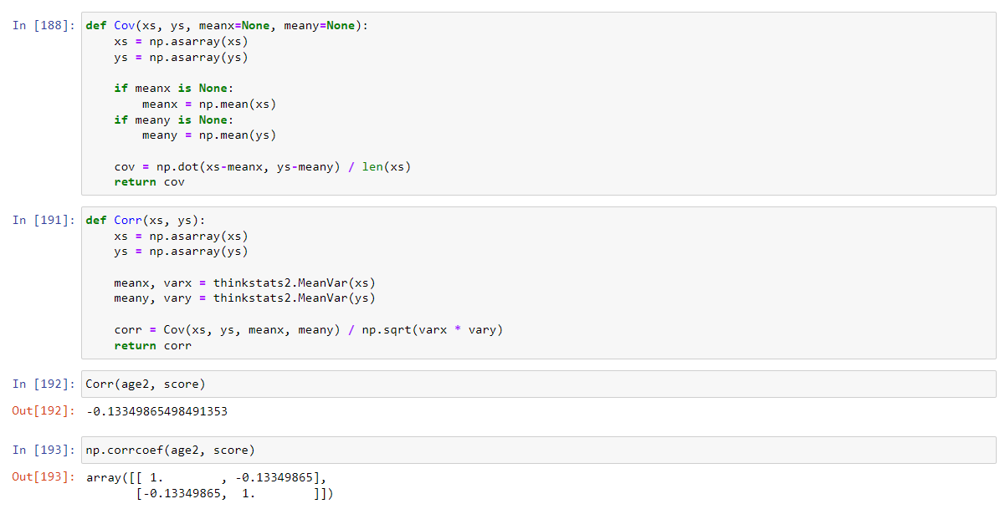 In [188]: def Cov(xs, ys, meanx=None, meany=None):
    xs = np.asarray(xs)
    ys = np.asarray(ys)

    if meanx is None:
        meanx = np.mean(xs)
    if meany is None:
        meany = np.mean(ys)

    cov = np.dot(xs-meanx, ys-meany) / len(xs)
    return cov
In [191]: def Corr(xs, ys):
    xs = np.asarray(xs)
    ys = np.asarray(ys)

    meanx, varx = thinkstats2.MeanVar(xs)
    meany, vary = thinkstats2.MeanVar(ys)

    corr = Cov(xs, ys, meanx, meany) / np.sqrt(varx * vary)
    return corr
In [192]: Corr(age2, score)
Out[192]: -0.13349865498491353
In [193]: np.corrcoef(age2, score)
Out[193]: array([[ 1.        , -0.13349865],
       [-0.13349865,  1.        ]])